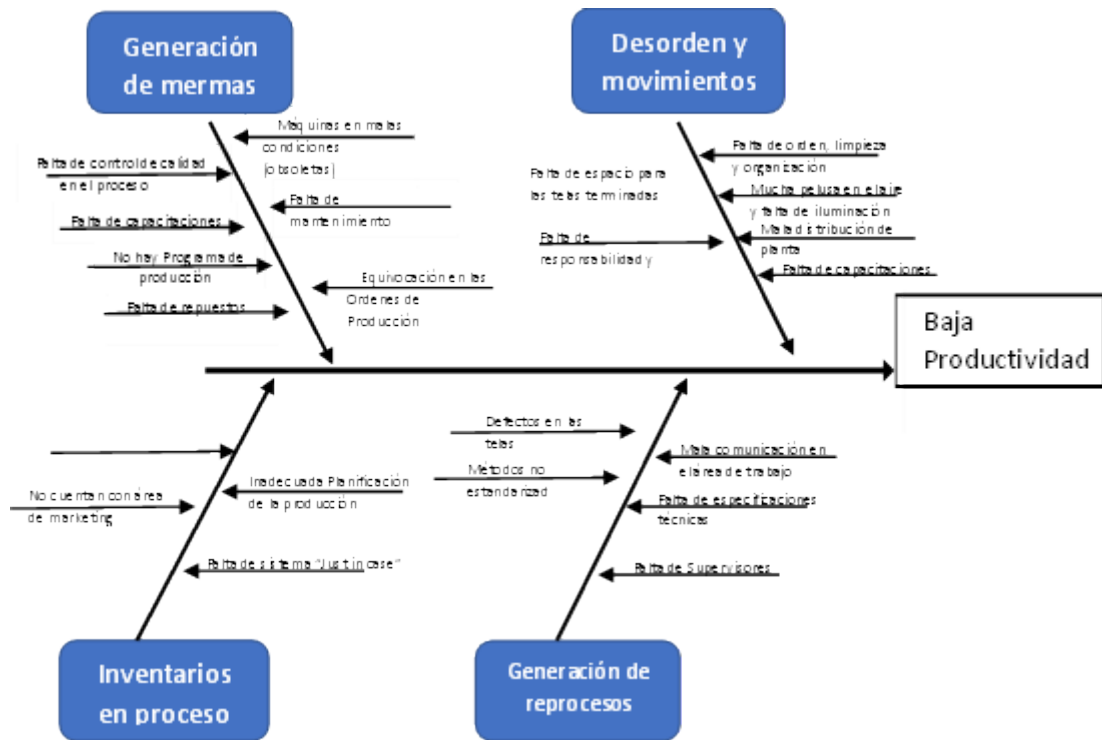 Generación
de mermas
Desorden y
movimientos
Máquinas en malas
condiciones
(obsoletas)
Falta de control de calidad
en el proceso
Falta de
mantenimiento
Falta de capacitaciones
No hay Programa de
producción
Equivocación en las
Ordenes de
Producción
Falta de repuestos
Falta de orden, limpieza
y organización
Falta de espacio para
las telas terminadas
Mucha pelusa en el aire
y falta de iluminación
Mala distribución de
planta
Falta de
responsabilidad y
Falta de capacitaciones
Baja
Productividad
No cuentan con área
de marketing
Inadecuada Planificación
de la producción
Falta de sistema "Just in case"
Defectos en las
telas
Métodos no
estandarizad
Mala comunicación en
el área de trabajo
Falta de especificaciones
técnicas
Falta de Supervisores
Inventarios
en proceso
Generación de
reprocesos